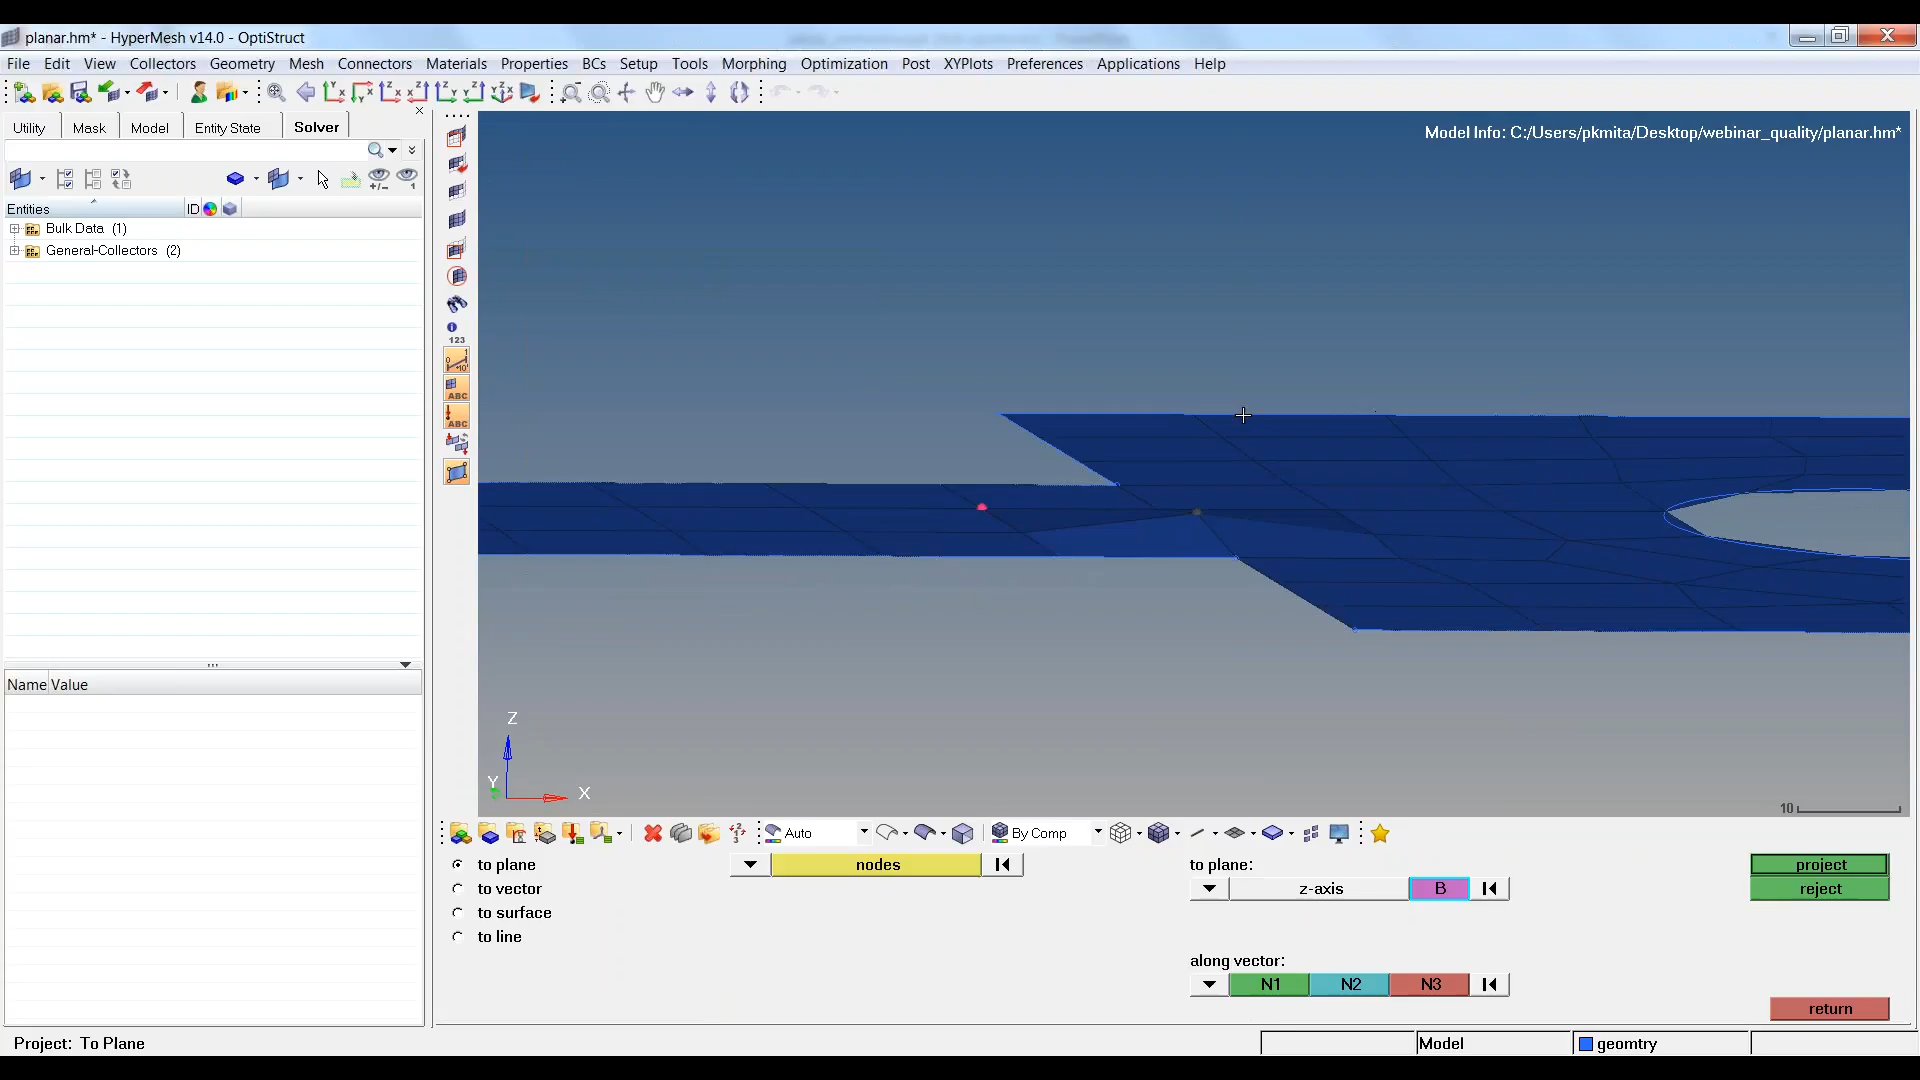 planar.hm* - HyperMesh v14.0 - OptiStruct
File Edit View Collectors Geometry Mesh Connectors Materials Properties BCs Setup Tools Morphing Optimization Post XYPlots Preferences Applications Help
Utility Mask Model Entity State Solver
Model Info: C:/Users/pkmita/Desktop/webinar_quality/planar.hm*
Entities ID
Bulk Data (1)
General-Collectors (2)
123
ABC
ABC
Name Value
Z
Y
X
10
Auto By Comp
to plane nodes to plane: project
to vector z-axis B reject
to surface
to line
along vector:
N1 N2 N3
return
Project: To Plane Model geomtry